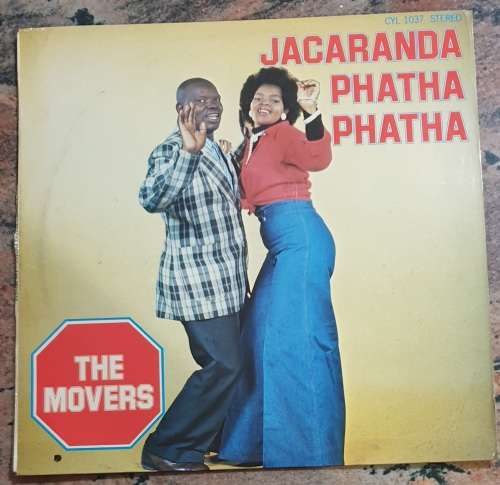 CYL 1037 STEREO
JACARANDA
PHATHA
PHATHA
THE
MOVERS